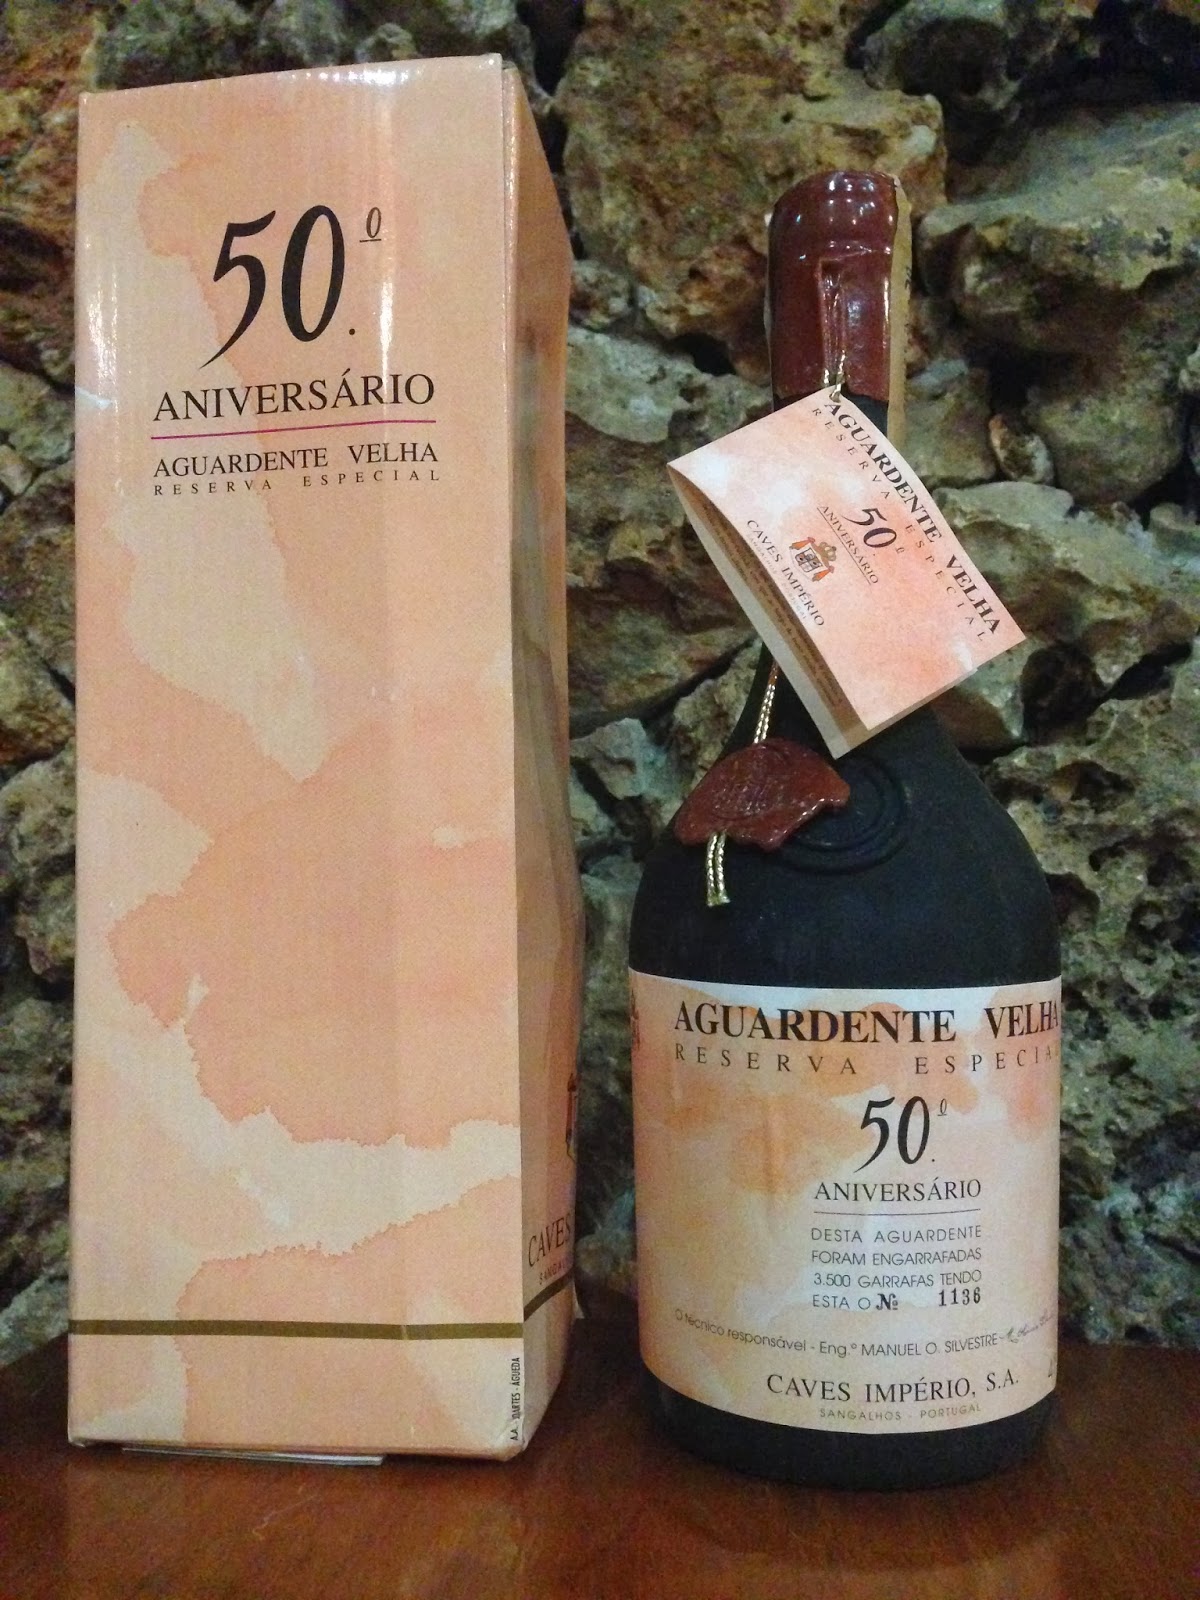 50.º
ANIVERSÁRIO
AGUARDENTE VELHA
RESERVA ESPECIAL
CAVES
A.A. DARTES - ÁGUEDA
AGUARDENTE VELHA
RESERVA ESPECIAL
50.º
ANIVERSÁRIO
CAVES IMPÉRIO
AGUARDENTE VELHA
RESERVA ESPECIAL
50.º
ANIVERSÁRIO
DESTA AGUARDENTE
FORAM ENGARRAFADAS
3.500 GARRAFAS TENDO
ESTA O Nº 1136
O técnico responsável - Eng.º MANUEL O. SILVESTRE -
CAVES IMPÉRIO, S.A.
SANGALHOS - PORTUGAL